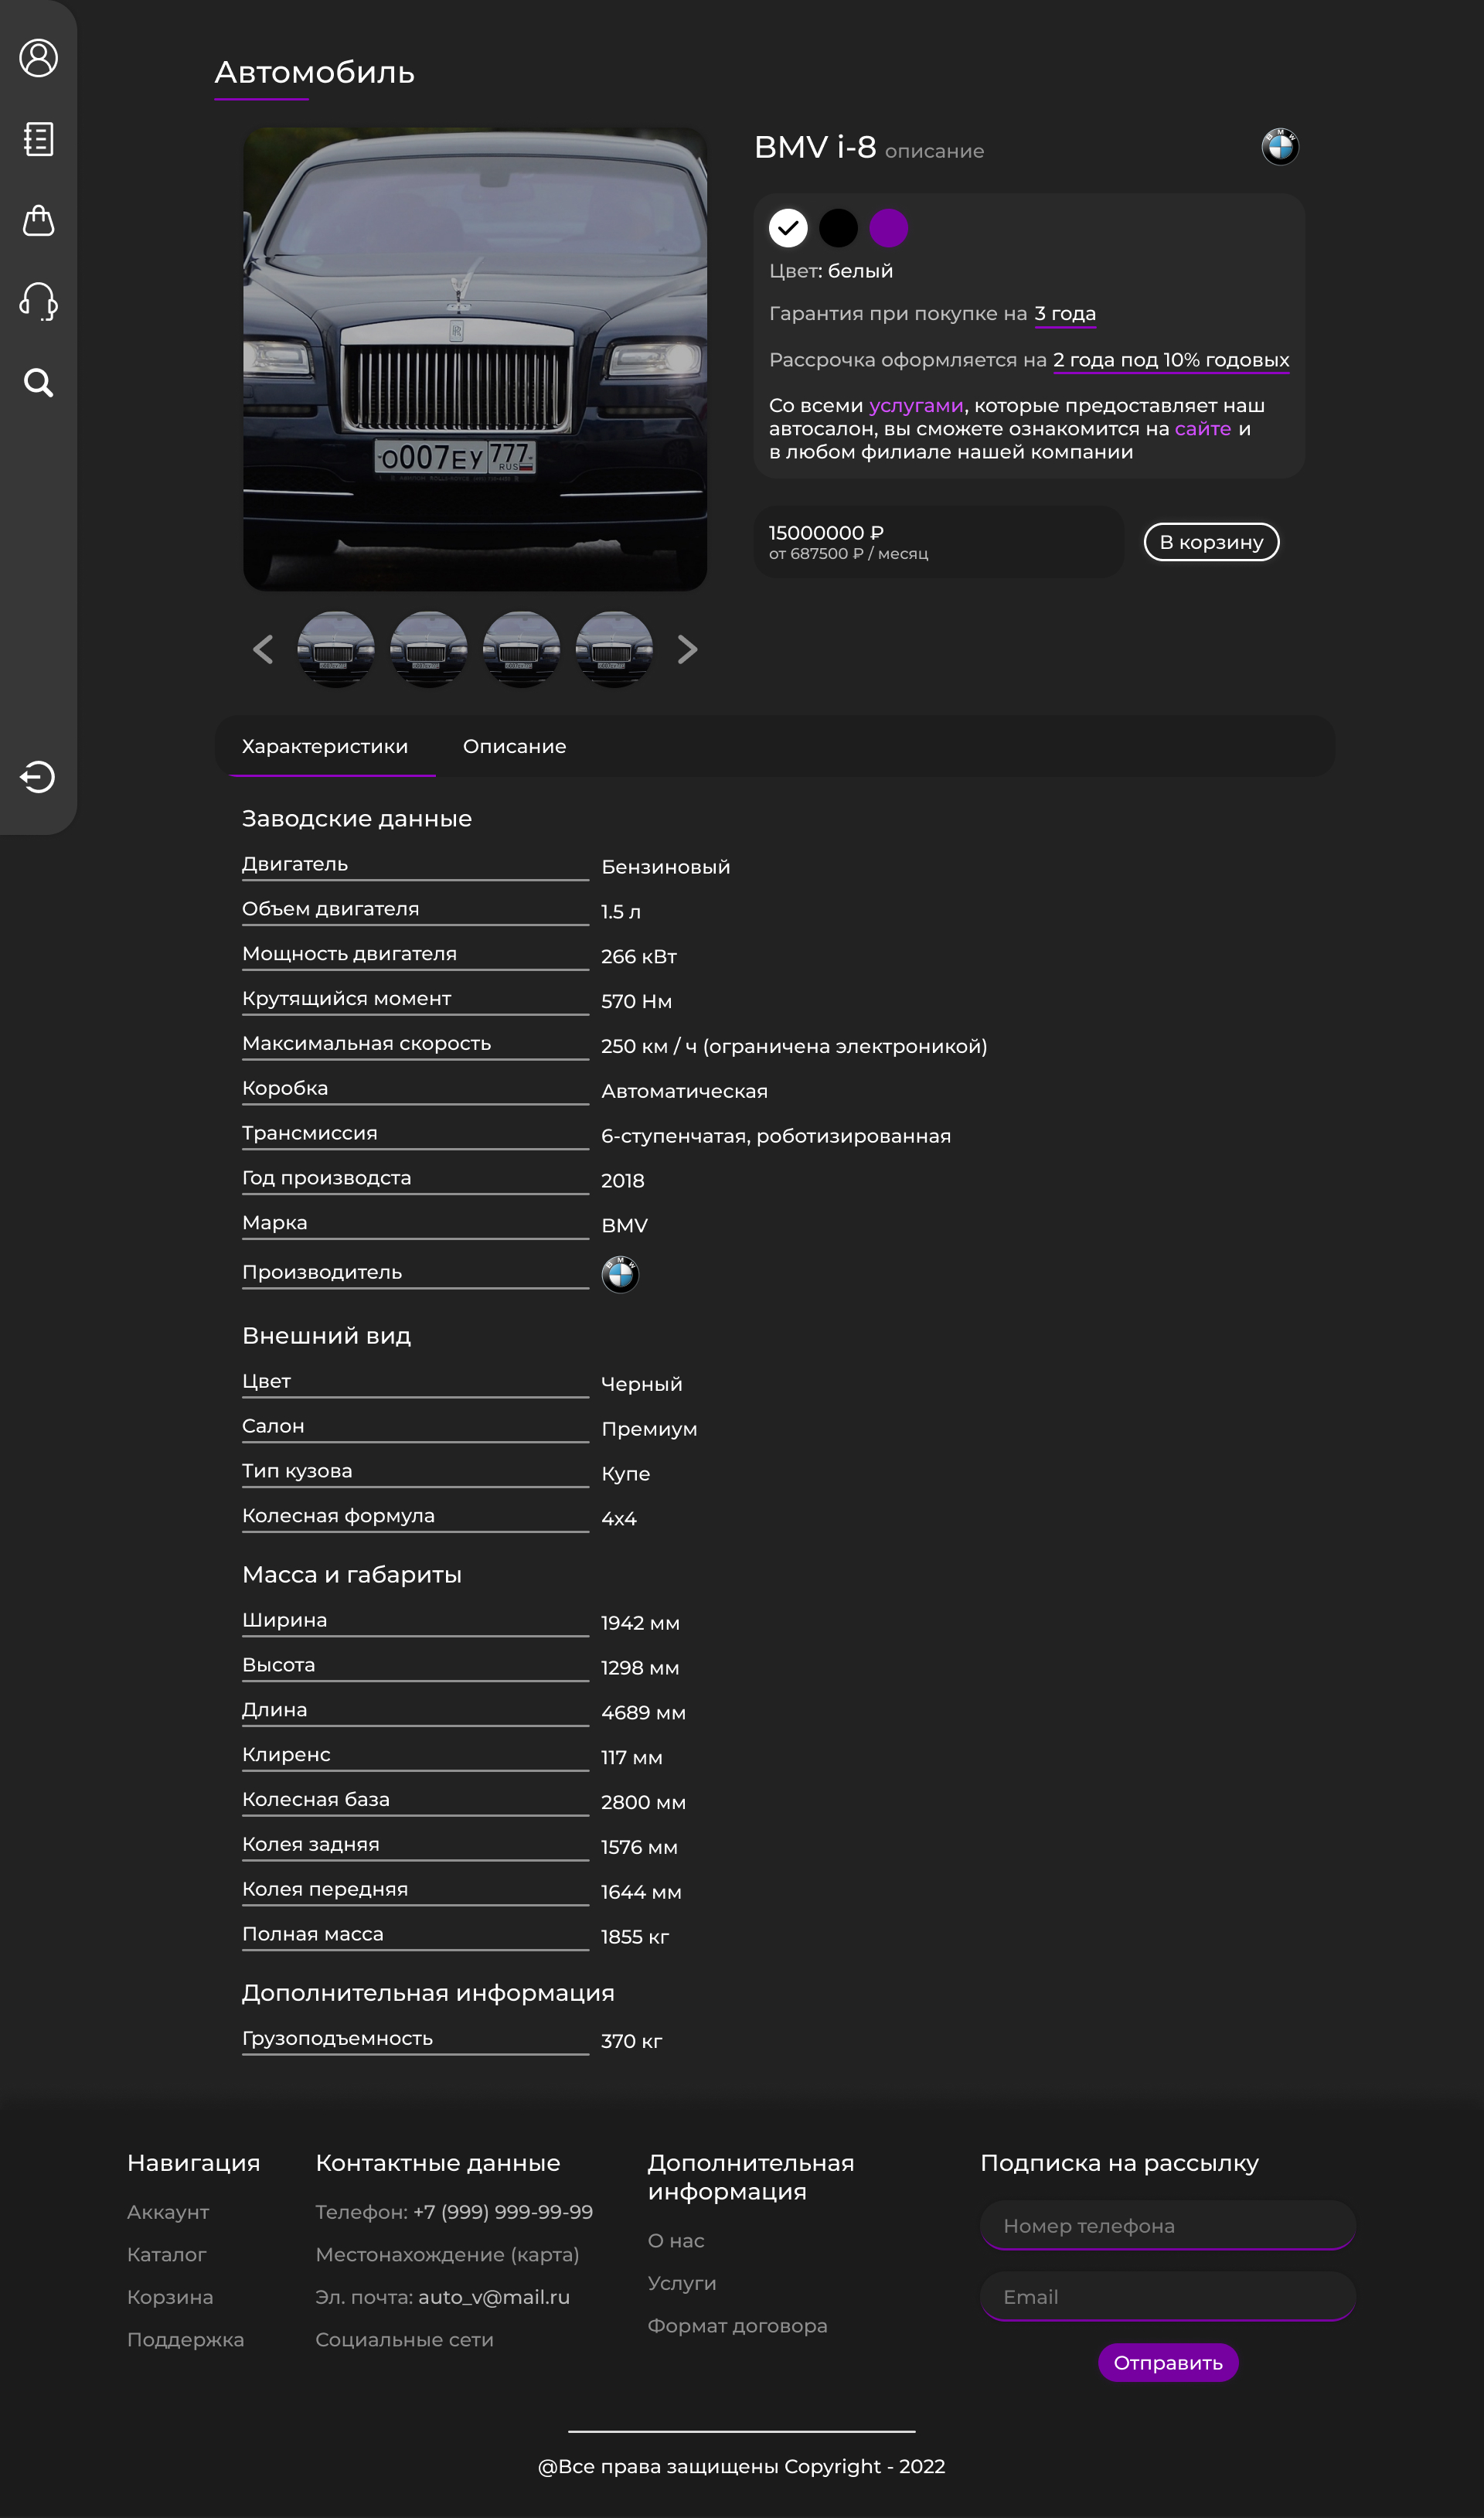 Автомобиль
BMV i-8 описание
Цвет: белый
Гарантия при покупке на 3 года
Рассрочка оформляется на 2 года под 10% годовых
Со всеми услугами, которые предоставляет наш
автосалон, вы сможете ознакомится на сайте и
в любом филиале нашей компании
О007ЕУ 777
RUS
15000000 ₽
от 687500 ₽ / месяц
В корзину
Характеристики Описание
Заводские данные
Двигатель Бензиновый
Объем двигателя 1.5 л
Мощность двигателя 266 кВт
Крутящийся момент 570 Нм
Максимальная скорость 250 км / ч (ограничена электроникой)
Коробка Автоматическая
Трансмиссия 6-ступенчатая, роботизированная
Год производста 2018
Марка BMV
Производитель BMW
Внешний вид
Цвет Черный
Салон Премиум
Тип кузова Купе
Колесная формула 4х4
Масса и габариты
Ширина 1942 мм
Высота 1298 мм
Длина 4689 мм
Клиренс 117 мм
Колесная база 2800 мм
Колея задняя 1576 мм
Колея передняя 1644 мм
Полная масса 1855 кг
Дополнительная информация
Грузоподъемность 370 кг
Навигация
Аккаунт
Каталог
Корзина
Поддержка
Контактные данные
Телефон: +7 (999) 999-99-99
Местонахождение (карта)
Эл. почта: auto_v@mail.ru
Социальные сети
Дополнительная
информация
О нас
Услуги
Формат договора
Подписка на рассылку
Номер телефона
Email
Отправить
@Все права защищены Copyright - 2022